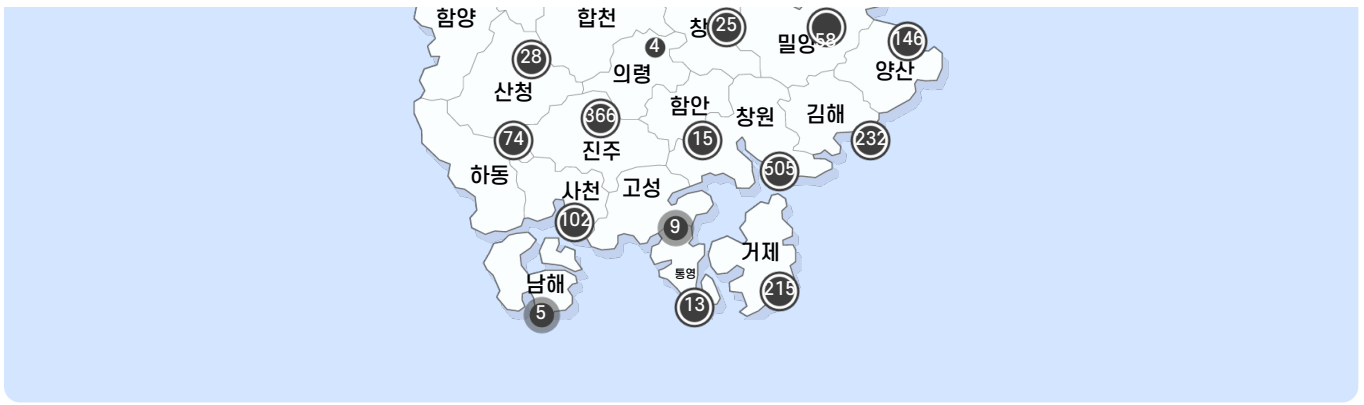 함양
합천
창
25
밀양
58
146
양산
28
산청
4
의령
함안
15
창원
김해
232
366
진주
74
하동
505
사천
102
고성
9
거제
215
통영
13
남해
5